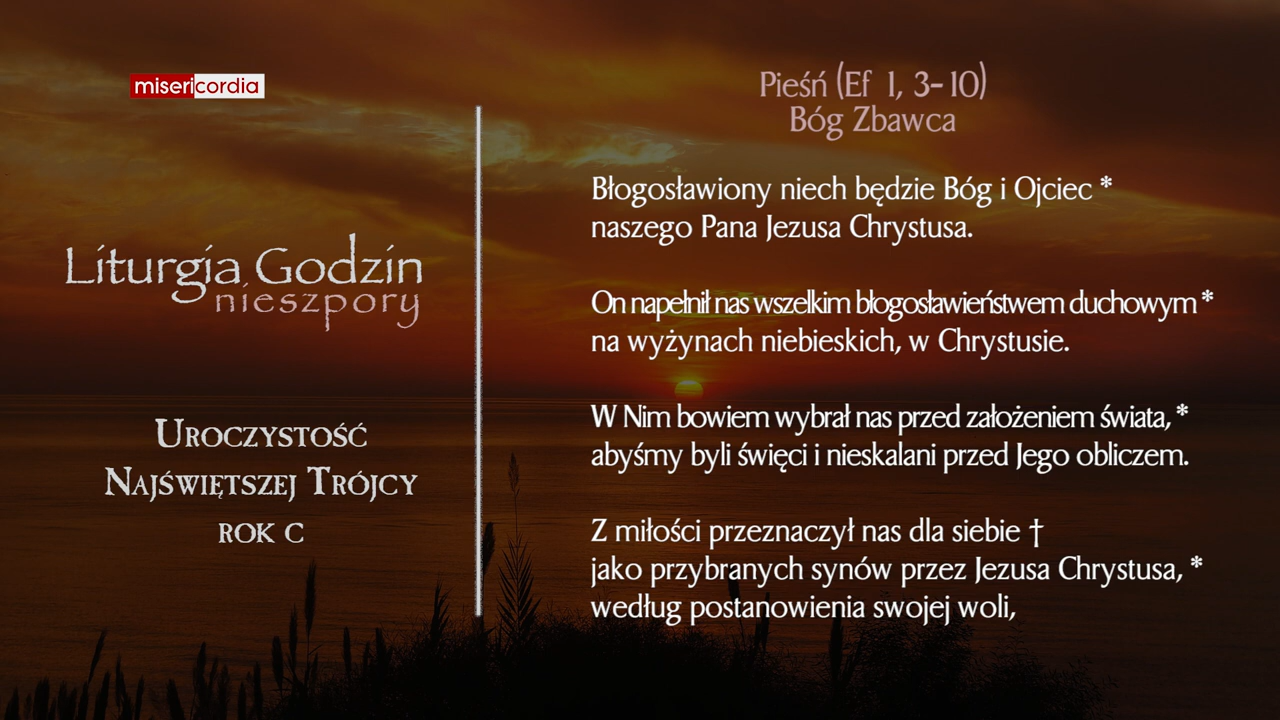 misericordia
Liturgia Godzin
nieszpory
Uroczystość
Najświętszej Trójcy
rok C
Pieśń (Ef 1, 3-10)
Bóg Zbawca
Błogosławiony niech będzie Bóg i Ojciec *
naszego Pana Jezusa Chrystusa.
On napełnił nas wszelkim błogosławieństwem duchowym *
na wyżynach niebieskich, w Chrystusie.
W Nim bowiem wybrał nas przed założeniem świata, *
abyśmy byli święci i nieskalani przed Jego obliczem.
Z miłości przeznaczył nas dla siebie †
jako przybranych synów przez Jezusa Chrystusa, *
według postanowienia swojej woli,